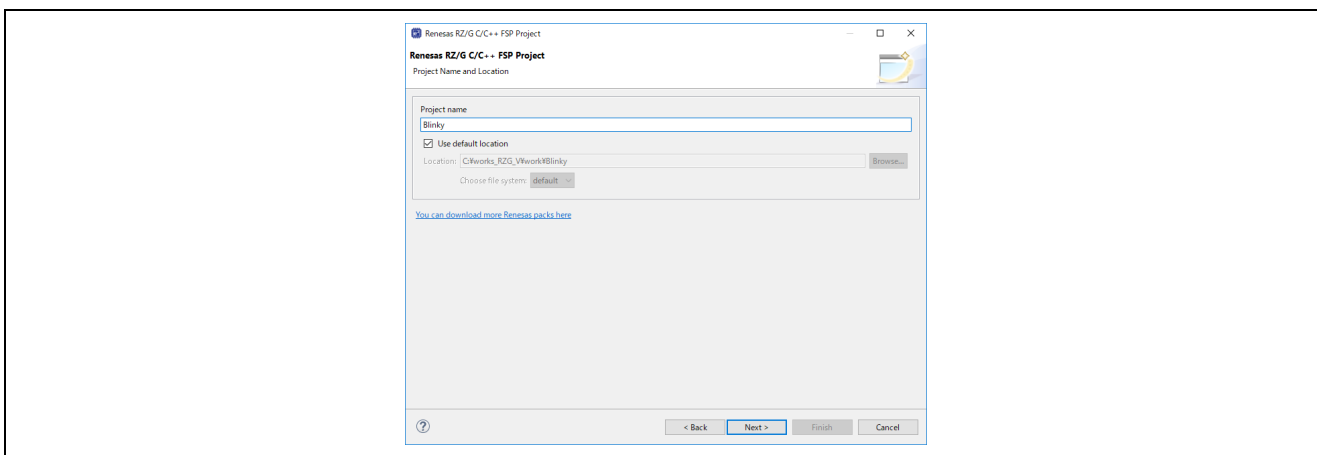 Renesas RZ/G C/C++ FSP Project
Renesas RZ/G C/C++ FSP Project
Project Name and Location
Project name
Blinky
Use default location
Location: C:¥works_RZG_V¥work¥Blinky Browse...
Choose file system: default
You can download more Renesas packs here
? < Back Next > Finish Cancel